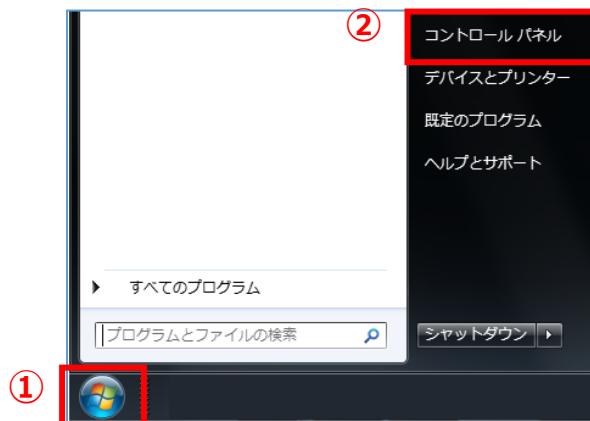 ②
コントロール パネル
デバイスとプリンター
既定のプログラム
ヘルプとサポート
すべてのプログラム
プログラムとファイルの検索
シャットダウン
①